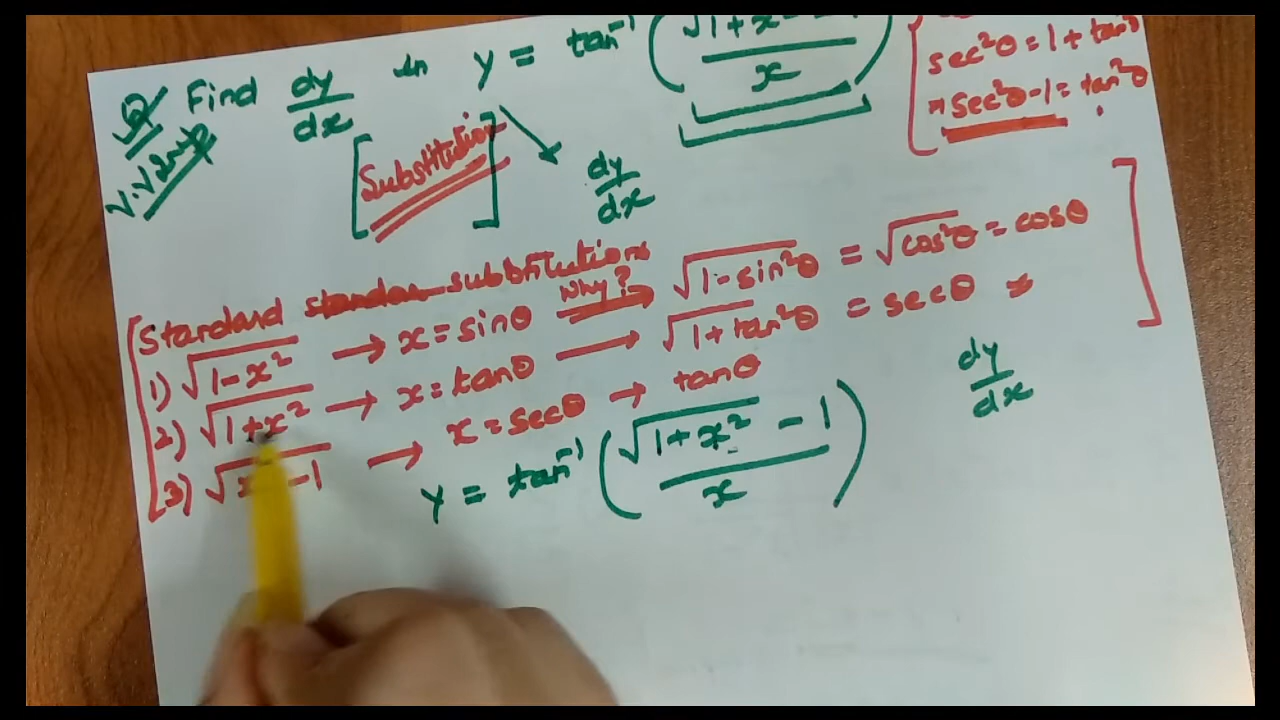 Q Find dy/dx in y = tan⁻¹(√1+x - 1/x)
sec²θ = 1 + tan²θ
⇒ sec²θ - 1 = tan²θ
V.V Imp
[Substitution]
dy/dx
Standard substitutions
1) √1-x² → x = sinθ Why? → √1-sin²θ = √cos²θ = cosθ
2) √1+x² → x = tanθ → √1+tan²θ = secθ
3) √x -1 → x = secθ → tanθ
y = tan⁻¹(√1+x² - 1/x)
dy/dx